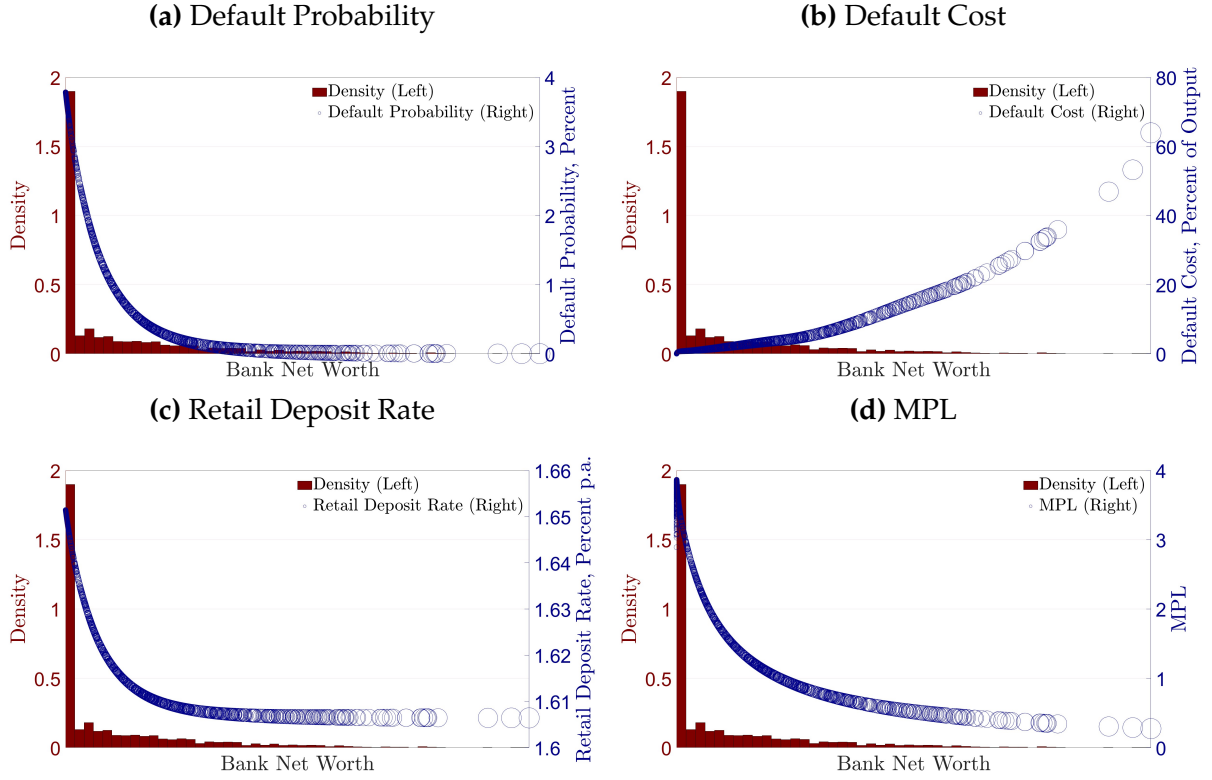 (a) Default Probability
2
1.5
1
0.5
0
Density
Density (Left)
Default Probability (Right)
4
3
2
1
0
Default Probability, Percent
Bank Net Worth
(b) Default Cost
2
1.5
1
0.5
0
Density
Density (Left)
Default Cost (Right)
80
60
40
20
0
Default Cost, Percent of Output
Bank Net Worth
(c) Retail Deposit Rate
2
1.5
1
0.5
0
Density
Density (Left)
Retail Deposit Rate (Right)
1.66
1.65
1.64
1.63
1.62
1.61
1.6
Retail Deposit Rate, Percent p.a.
Bank Net Worth
(d) MPL
2
1.5
1
0.5
0
Density
Density (Left)
MPL (Right)
4
3
2
1
0
MPL
Bank Net Worth